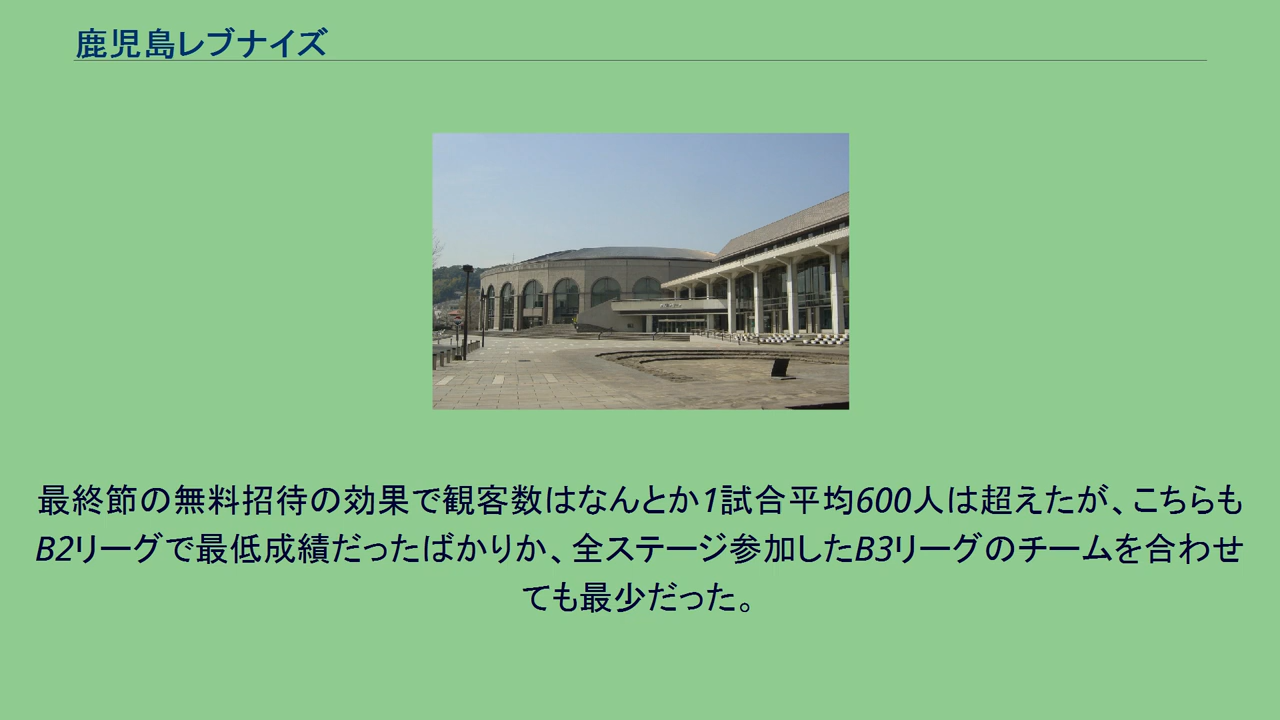 鹿児島レブナイズ
最終節の無料招待の効果で観客数はなんとか1試合平均600人は超えたが、こちらも
B2リーグで最低成績だったばかりか、全ステージ参加したB3リーグのチームを合わせ
ても最少だった。